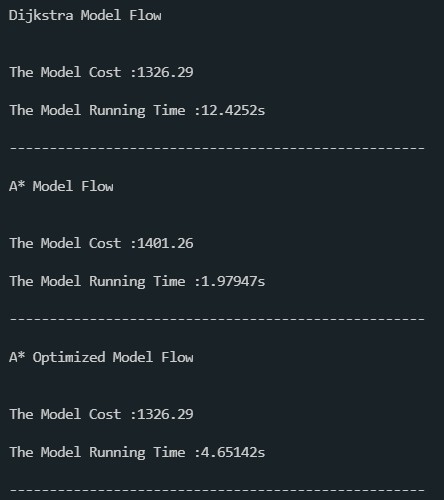 Dijkstra Model Flow
The Model Cost :1326.29
The Model Running Time :12.4252s
----------------------------------------------------
A* Model Flow
The Model Cost :1401.26
The Model Running Time :1.97947s
----------------------------------------------------
A* Optimized Model Flow
The Model Cost :1326.29
The Model Running Time :4.65142s
----------------------------------------------------